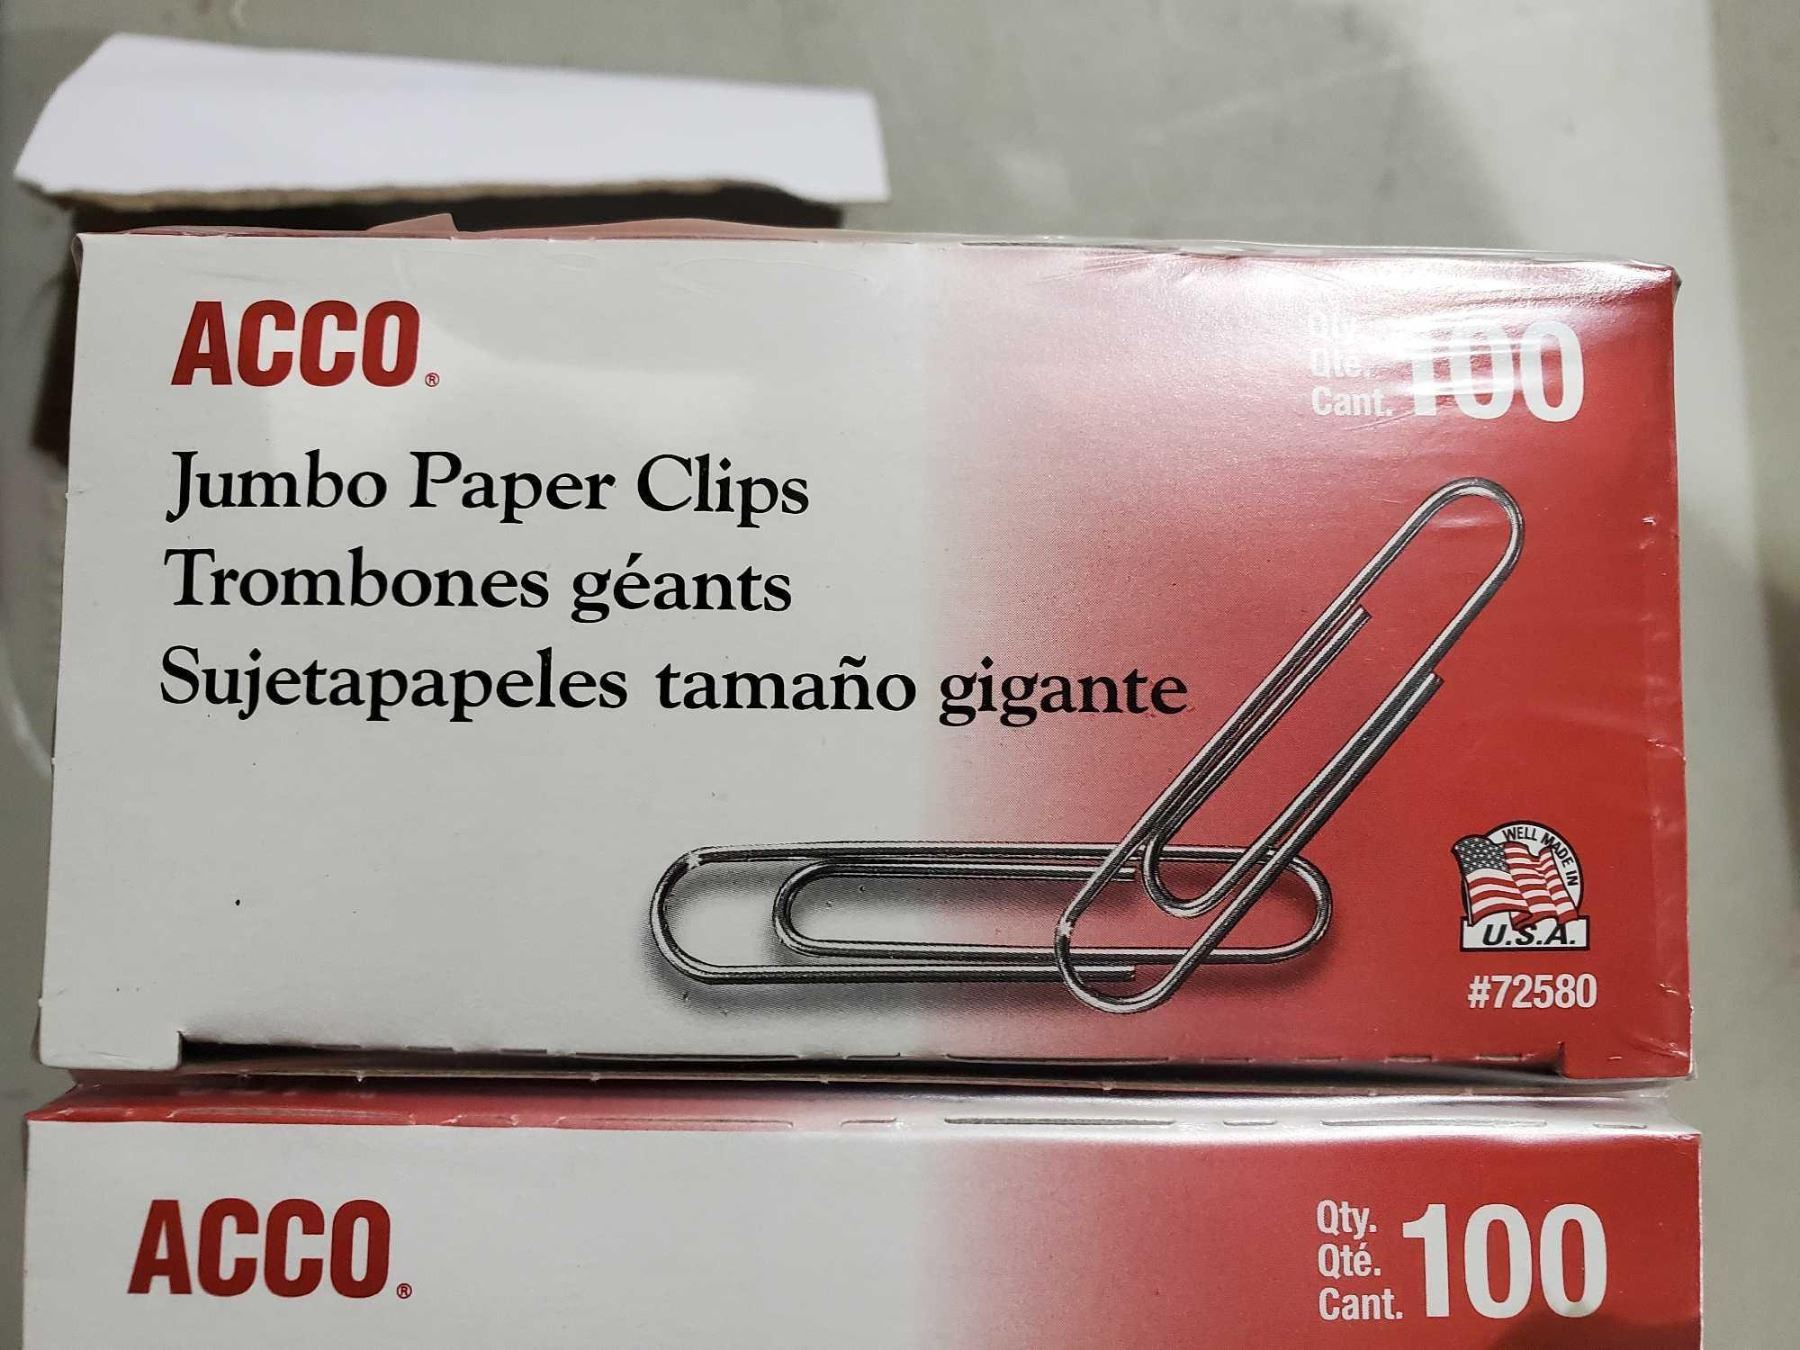 ACCO®
Qty.
Qté.
Cant. 100
Jumbo Paper Clips
Trombones géants
Sujetapapeles tamaño gigante
WELL MADE IN
U.S.A.
#72580
ACCO®
Qty.
Qté.
Cant. 100